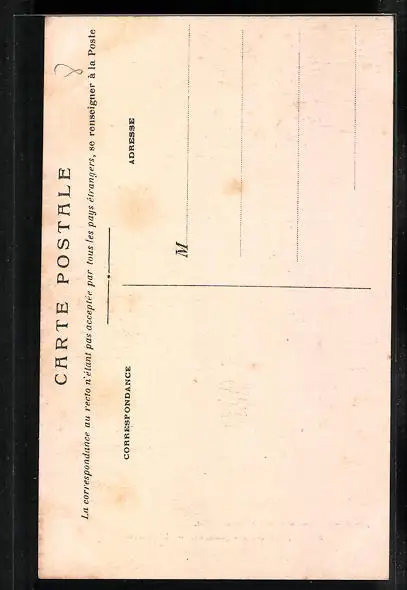 CARTE POSTALE
La correspondance au recto n'étant pas acceptée par tous les pays étrangers, se renseigner à la Poste
CORRESPONDANCE
ADRESSE
M